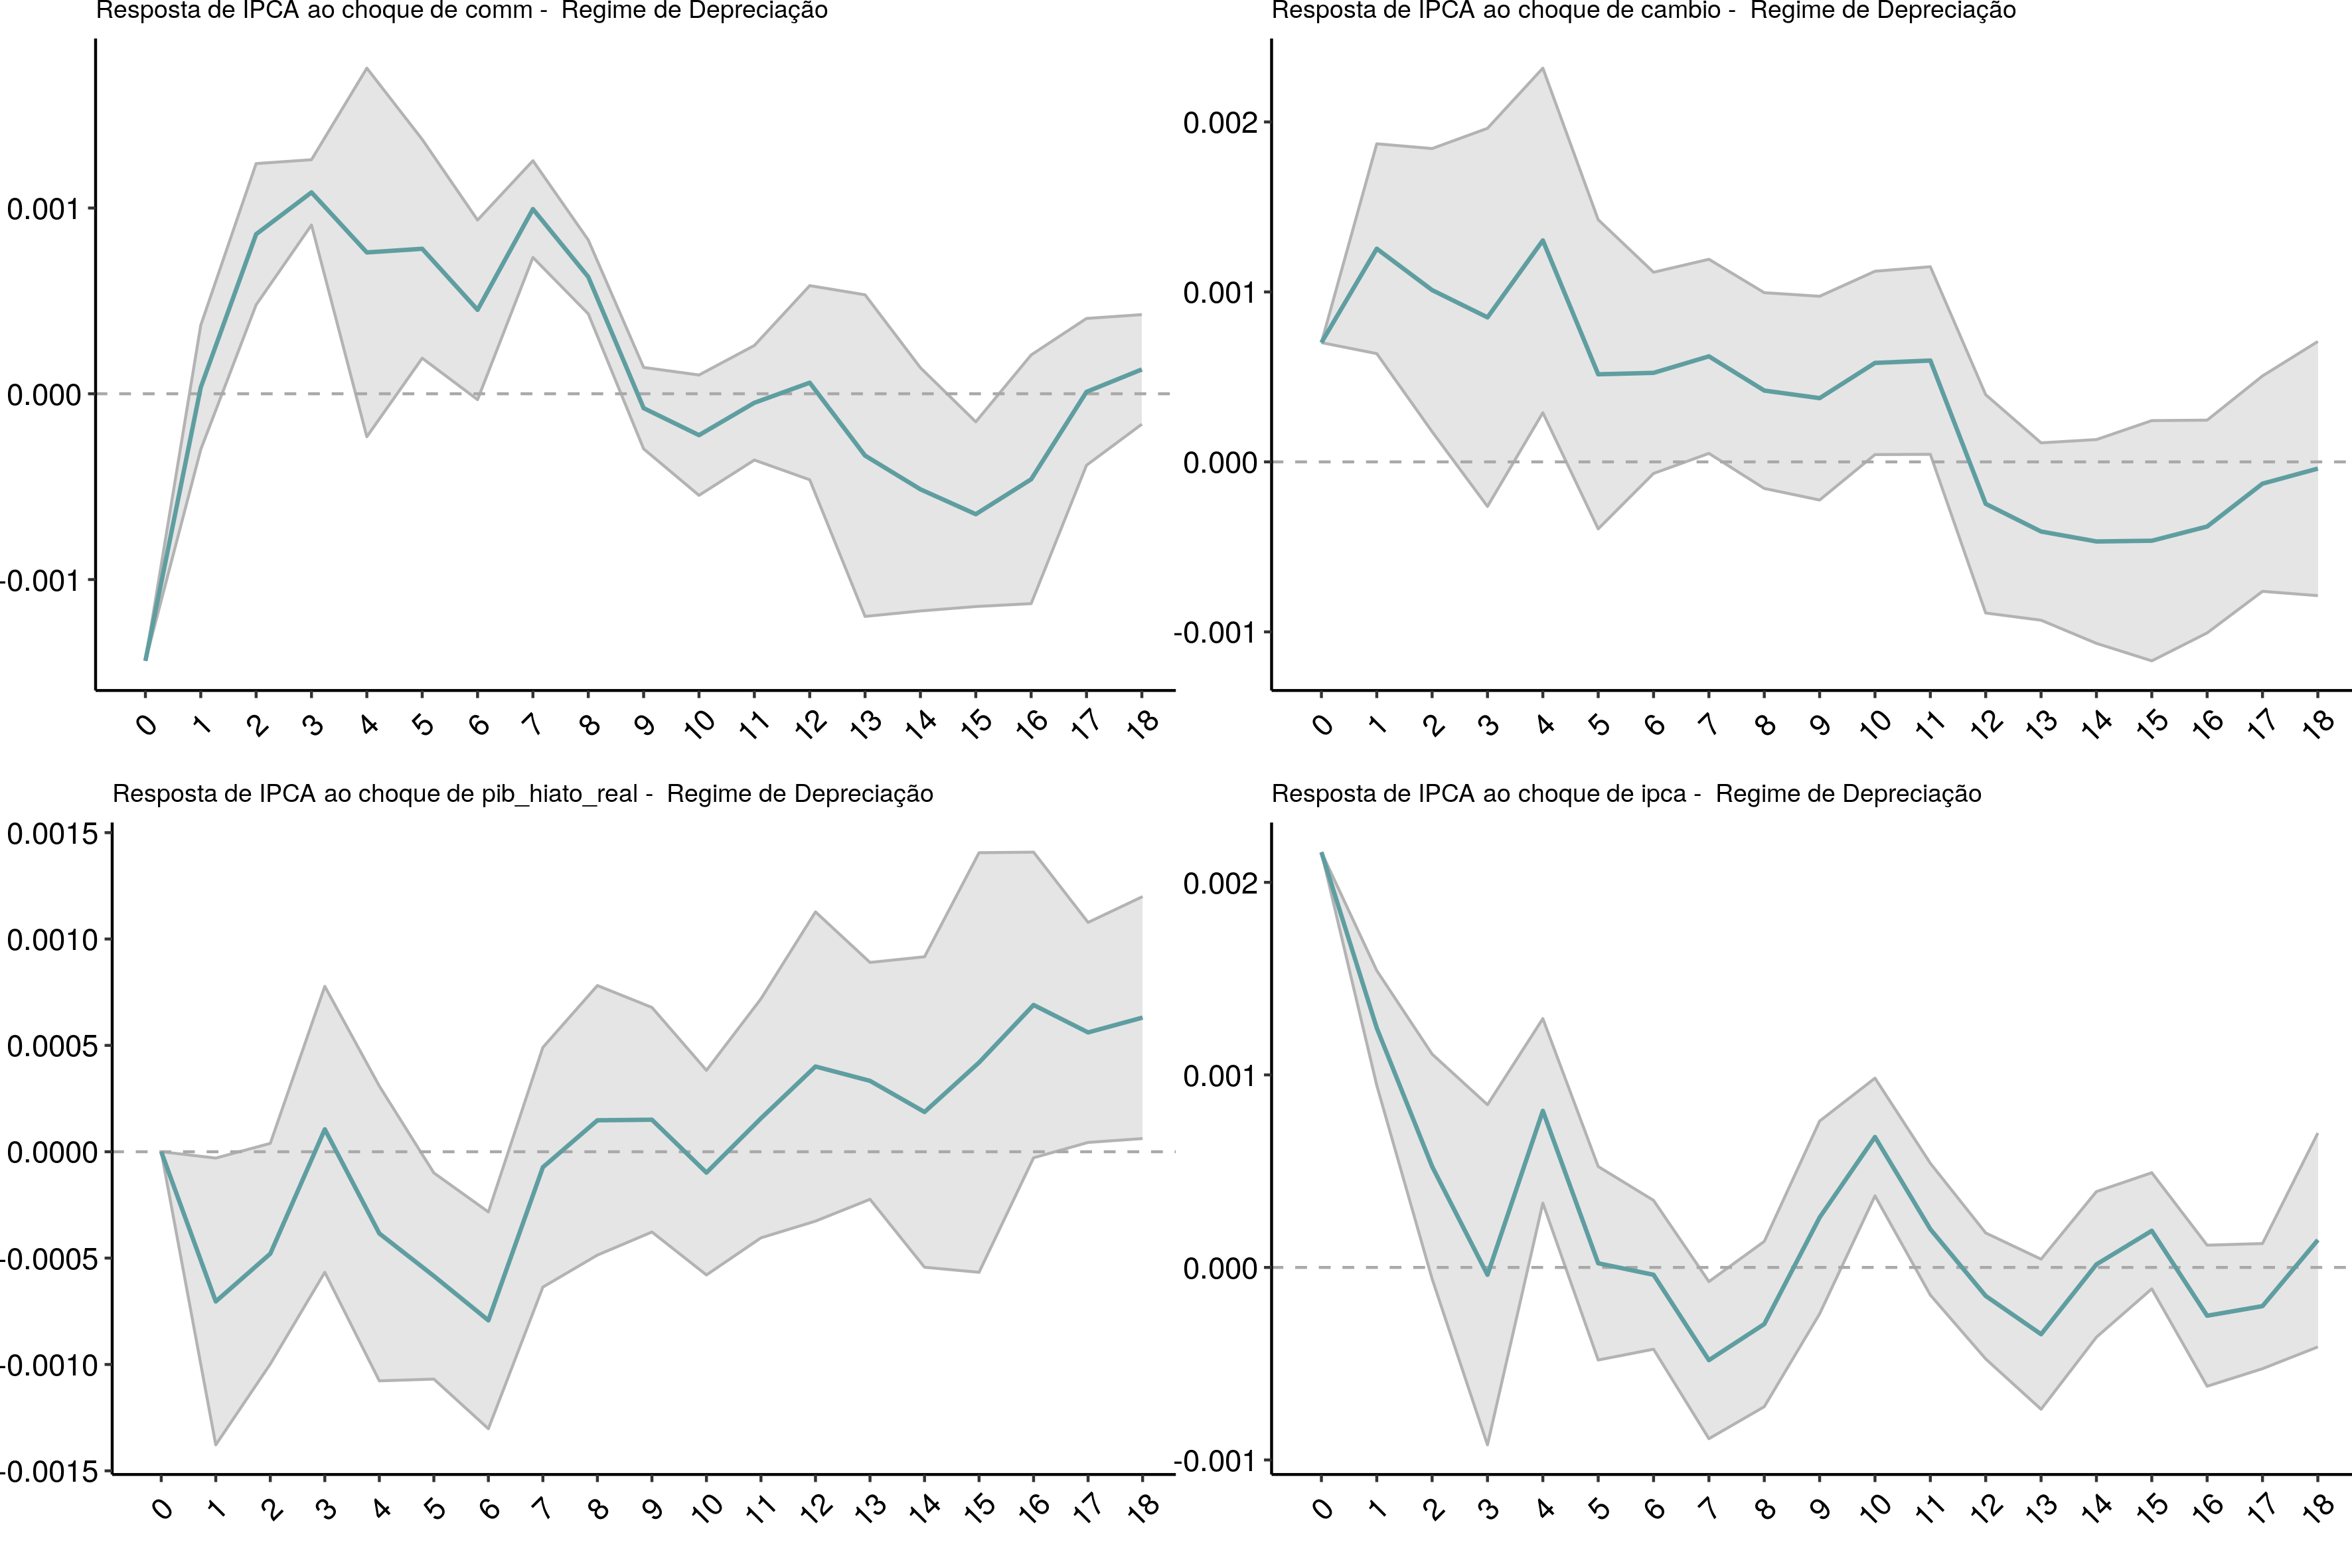 Resposta de IPCA ao choque de comm -  Regime de Depreciação
0.001
0.000
-0.001
0 1 2 3 4 5 6 7 8 9 10 11 12 13 14 15 16 17 18
Resposta de IPCA ao choque de cambio -  Regime de Depreciação
0.002
0.001
0.000
-0.001
0 1 2 3 4 5 6 7 8 9 10 11 12 13 14 15 16 17 18
Resposta de IPCA ao choque de pib_hiato_real -  Regime de Depreciação
0.0015
0.0010
0.0005
0.0000
-0.0005
-0.0010
-0.0015
0 1 2 3 4 5 6 7 8 9 10 11 12 13 14 15 16 17 18
Resposta de IPCA ao choque de ipca -  Regime de Depreciação
0.002
0.001
0.000
-0.001
0 1 2 3 4 5 6 7 8 9 10 11 12 13 14 15 16 17 18